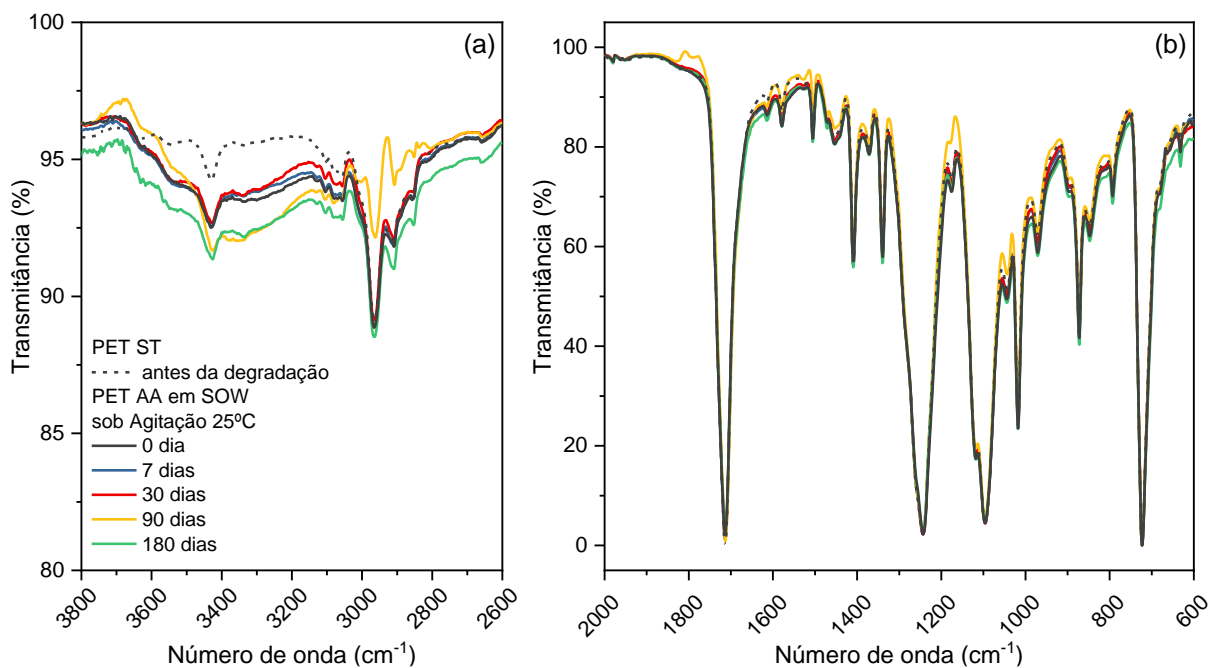 (a)
100
95
90
85
80
Transmitância (%)
PET ST
antes da degradação
PET AA em SOW
sob Agitação 25ºC
0 dia
7 dias
30 dias
90 dias
180 dias
3800
3600
3400
3200
3000
2800
2600
Número de onda (cm⁻¹)
(b)
100
80
60
40
20
0
Transmitância (%)
2000
1800
1600
1400
1200
1000
800
600
Número de onda (cm⁻¹)